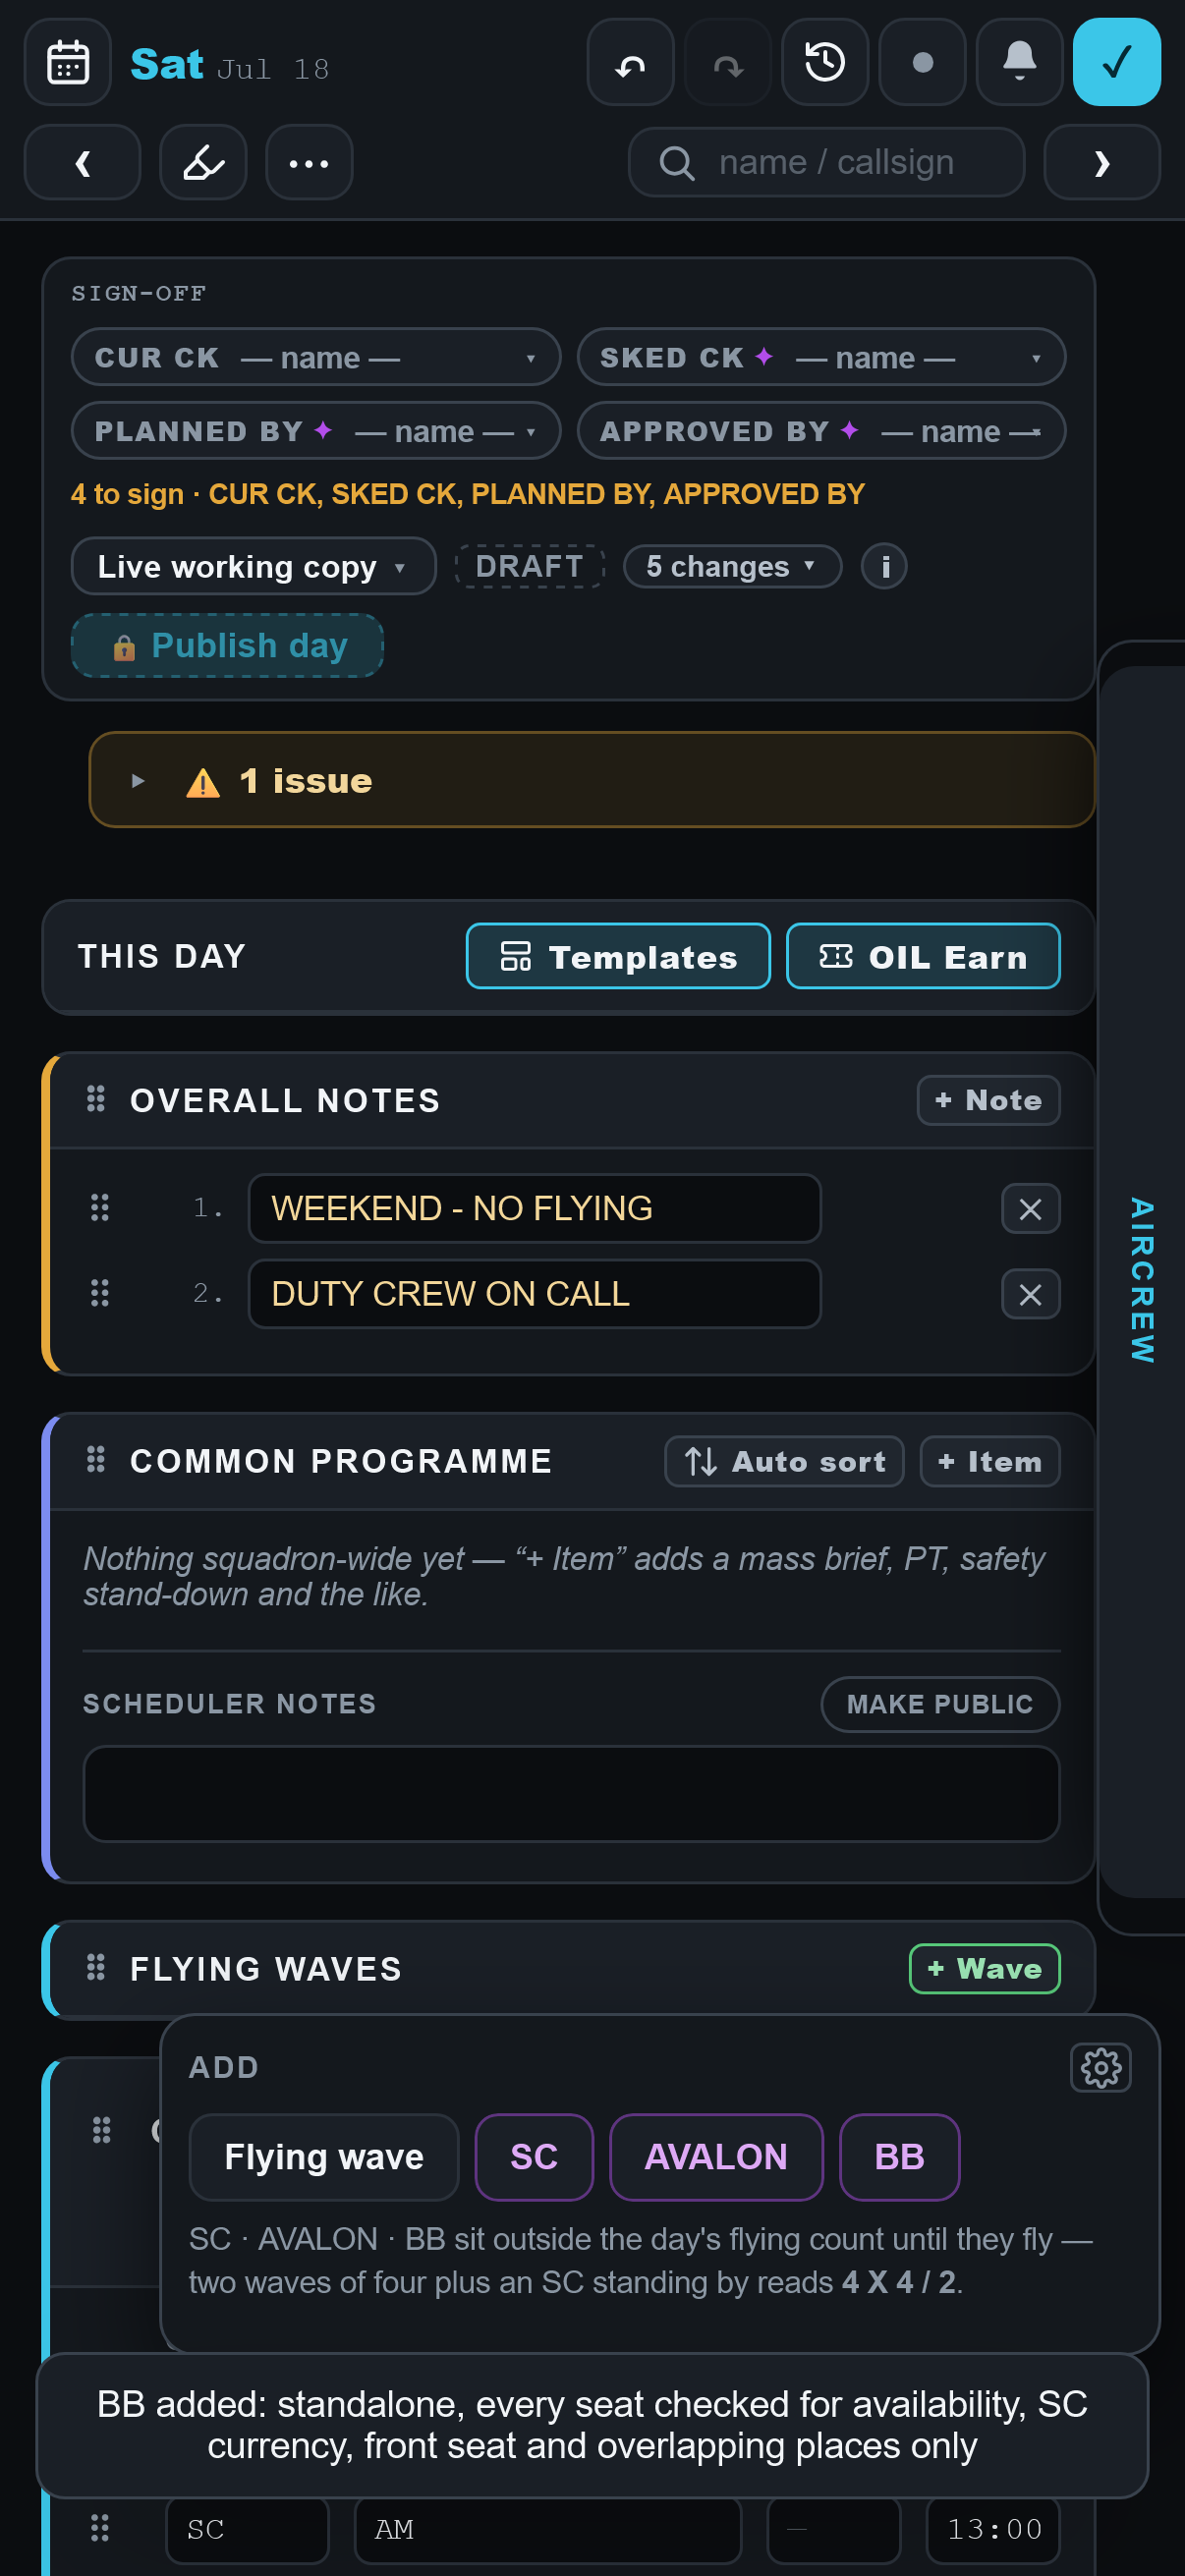 Sat Jul 18
name / callsign
SIGN-OFF
CUR CK — name —
SKED CK ✦ — name —
PLANNED BY ✦ — name —
APPROVED BY ✦ — name —
4 to sign · CUR CK, SKED CK, PLANNED BY, APPROVED BY
Live working copy DRAFT 5 changes i
Publish day
1 issue
THIS DAY Templates OIL Earn
OVERALL NOTES + Note
1. WEEKEND - NO FLYING
2. DUTY CREW ON CALL
AIRCREW
COMMON PROGRAMME Auto sort + Item
Nothing squadron-wide yet — “+ Item” adds a mass brief, PT, safety
stand-down and the like.
SCHEDULER NOTES MAKE PUBLIC
FLYING WAVES + Wave
ADD
Flying wave SC AVALON BB
SC · AVALON · BB sit outside the day's flying count until they fly —
two waves of four plus an SC standing by reads 4 X 4 / 2.
BB added: standalone, every seat checked for availability, SC
currency, front seat and overlapping places only
SC AM — 13:00